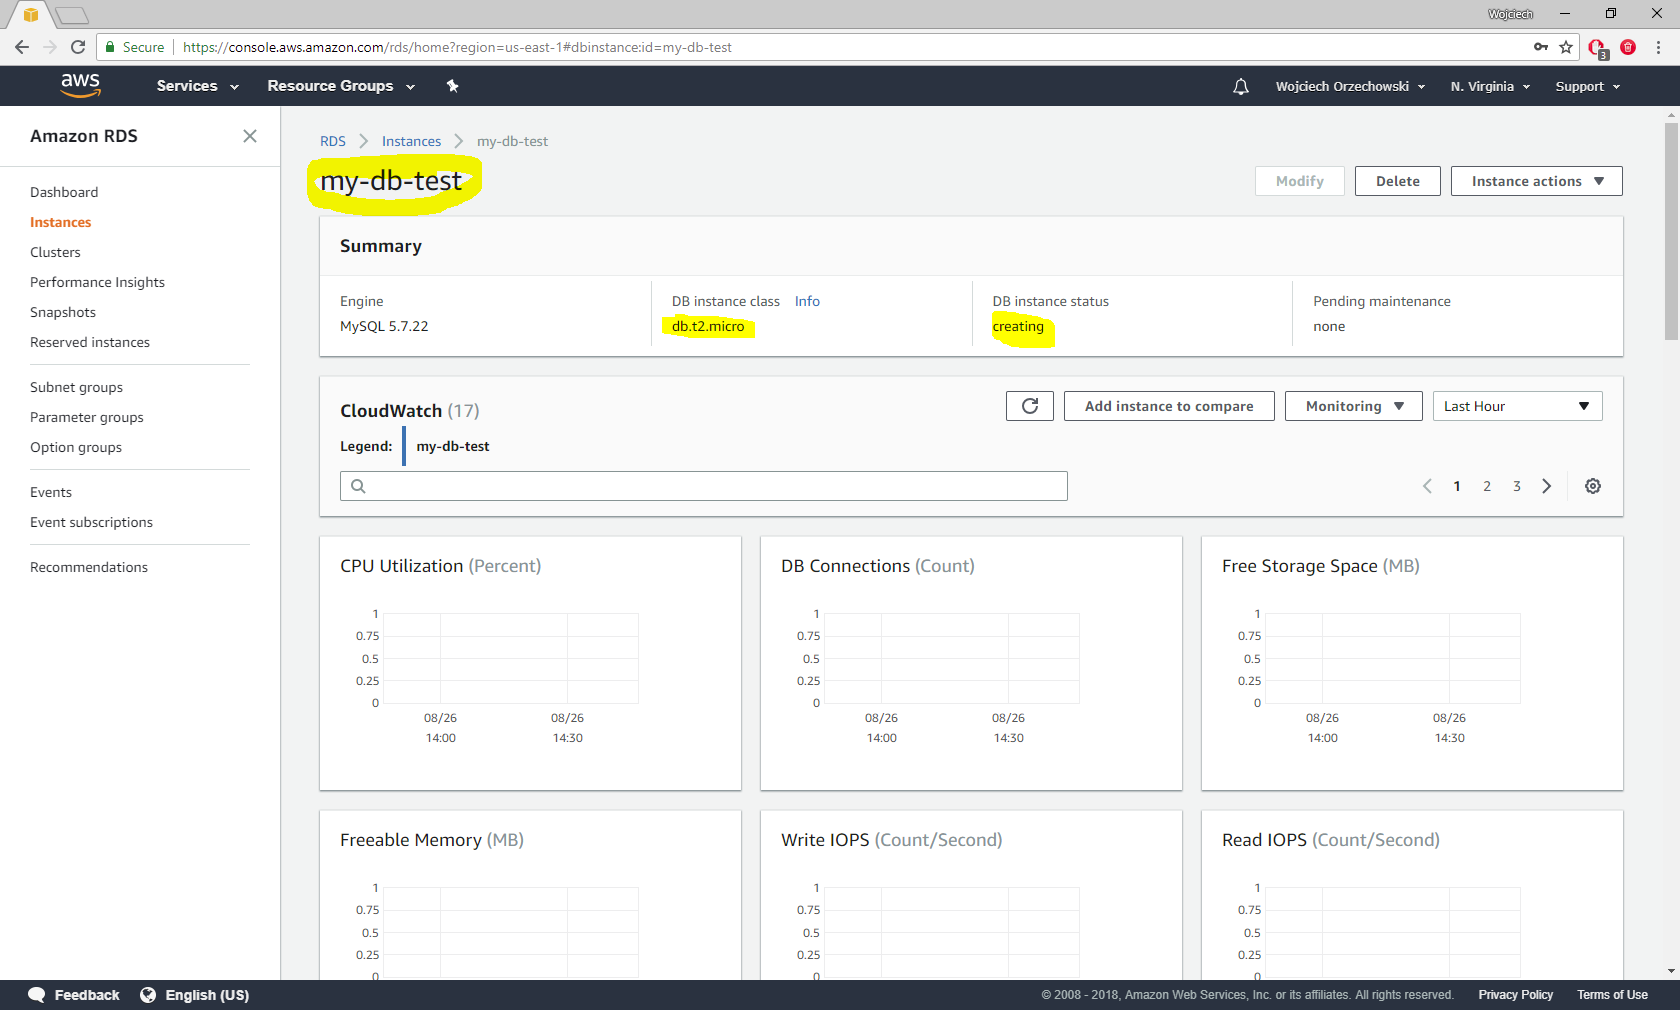 Wojciech
Secure
https://console.aws.amazon.com/rds/home?region=us-east-1#dbinstance:id=my-db-test
3
aws
Services
Resource Groups
Wojciech Orzechowski
N. Virginia
Support
Amazon RDS
Dashboard
Instances
Clusters
Performance Insights
Snapshots
Reserved instances
Subnet groups
Parameter groups
Option groups
Events
Event subscriptions
Recommendations
RDS
Instances
my-db-test
my-db-test
Modify
Delete
Instance actions
Summary
Engine
MySQL 5.7.22
DB instance class Info
db.t2.micro
DB instance status
creating
Pending maintenance
none
CloudWatch (17)
Add instance to compare
Monitoring
Last Hour
Legend: my-db-test
1 2 3
CPU Utilization (Percent)
1
0.75
0.5
0.25
0
08/26 08/26
14:00 14:30
DB Connections (Count)
1
0.75
0.5
0.25
0
08/26 08/26
14:00 14:30
Free Storage Space (MB)
1
0.75
0.5
0.25
0
08/26 08/26
14:00 14:30
Freeable Memory (MB)
1
0.75
0.5
0.25
0
Write IOPS (Count/Second)
1
0.75
0.5
0.25
0
Read IOPS (Count/Second)
1
0.75
0.5
0.25
0
Feedback
English (US)
© 2008 - 2018, Amazon Web Services, Inc. or its affiliates. All rights reserved.
Privacy Policy
Terms of Use